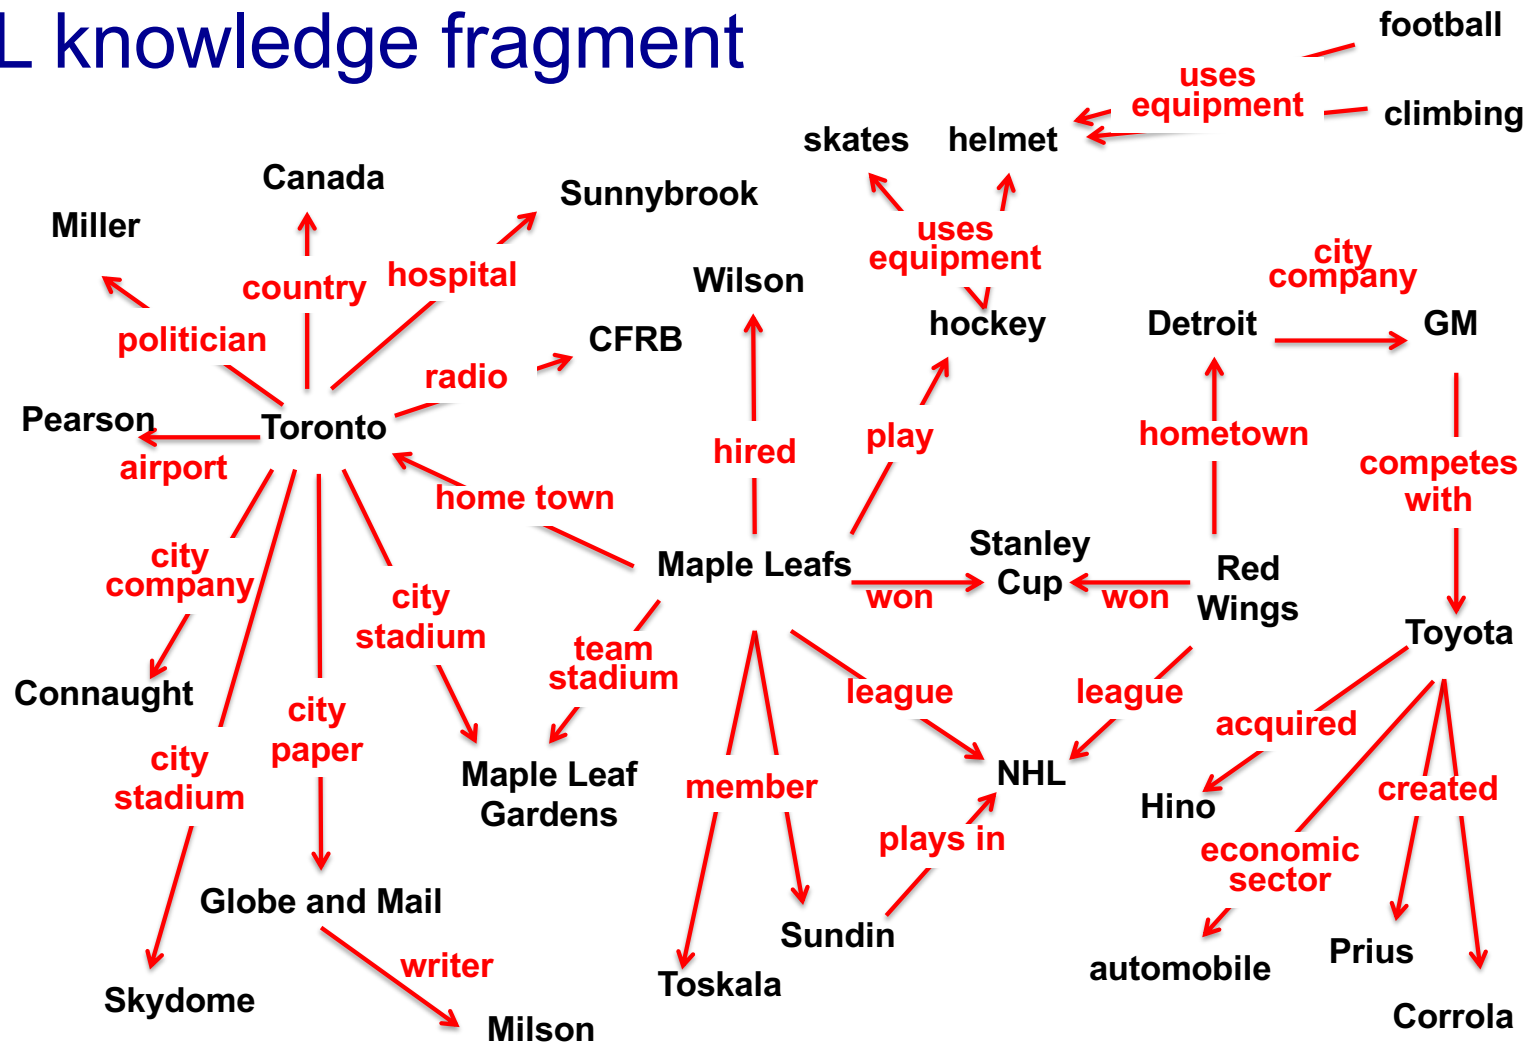 L knowledge fragment
football
uses
equipment
climbing
skates
helmet
Canada
Sunnybrook
Miller
uses
equipment
city
company
Wilson
hospital
country
politician
CFRB
hockey
Detroit
GM
radio
Pearson
Toronto
airport
hired
play
hometown
competes
with
home town
Stanley
Cup
Maple Leafs
won
won
Red
Wings
city
company
city
stadium
team
stadium
Toyota
Connaught
league
league
city
paper
acquired
city
stadium
Maple Leaf
Gardens
member
NHL
Hino
created
plays in
economic
sector
Globe and Mail
Sundin
writer
Toskala
automobile
Prius
Skydome
Milson
Corrola